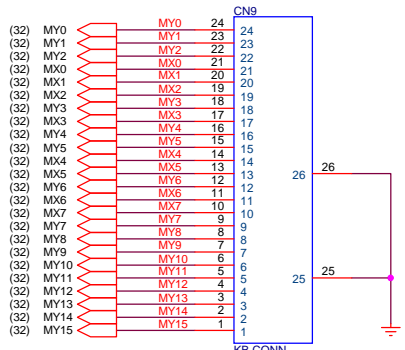 CN9
(32) MY0 MY0 24 24
(32) MY1 MY1 23 23
(32) MY2 MY2 22 22
(32) MX0 MX0 21 21
(32) MX1 MX1 20 20
(32) MX2 MX2 19 19
(32) MY3 MY3 18 18
(32) MX3 MX3 17 17
(32) MY4 MY4 16 16
(32) MY5 MY5 15 15
(32) MX4 MX4 14 14
(32) MX5 MX5 13 13 26 26
(32) MY6 MY6 12 12
(32) MX6 MX6 11 11
(32) MX7 MX7 10 10
(32) MY7 MY7 9 9
(32) MY8 MY8 8 8
(32) MY9 MY9 7 7
(32) MY10 MY10 6 6
(32) MY11 MY11 5 5 25 25
(32) MY12 MY12 4 4
(32) MY13 MY13 3 3
(32) MY14 MY14 2 2
(32) MY15 MY15 1 1
KB CONN